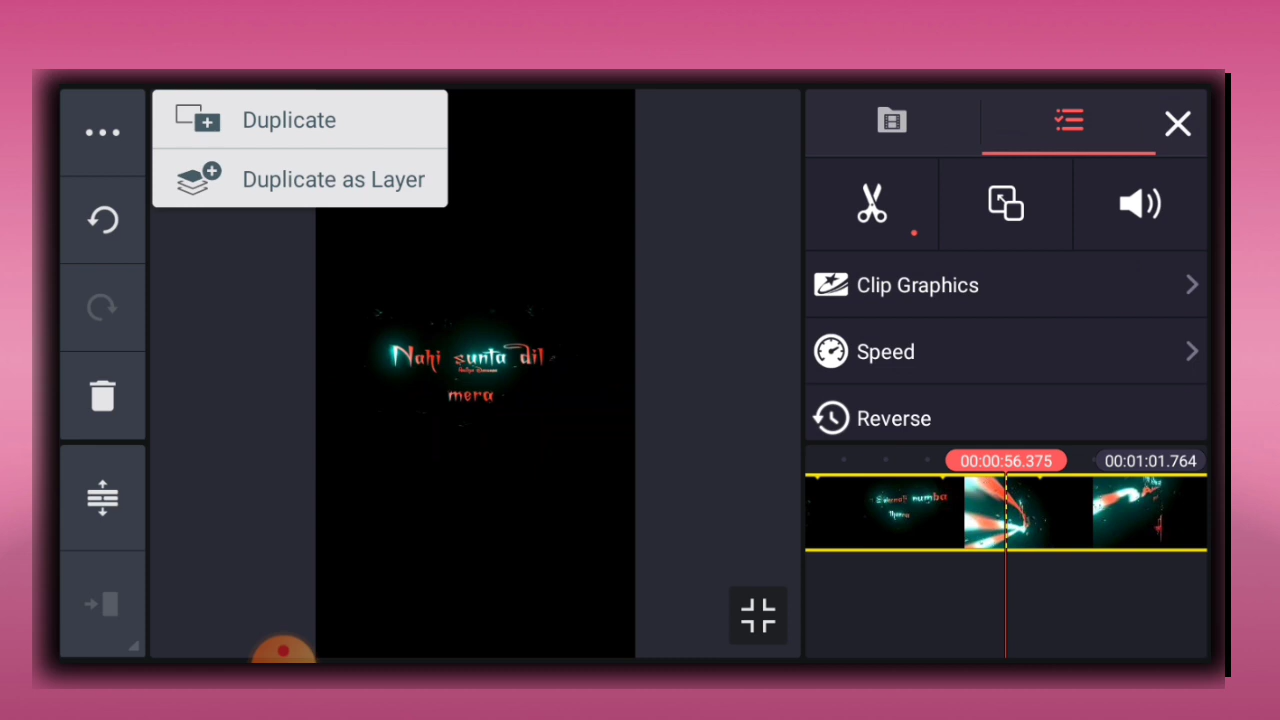 Duplicate
Duplicate as Layer
Nahi sunta dil
mera
Clip Graphics
Speed
Reverse
00:00:56.375
00:01:01.764